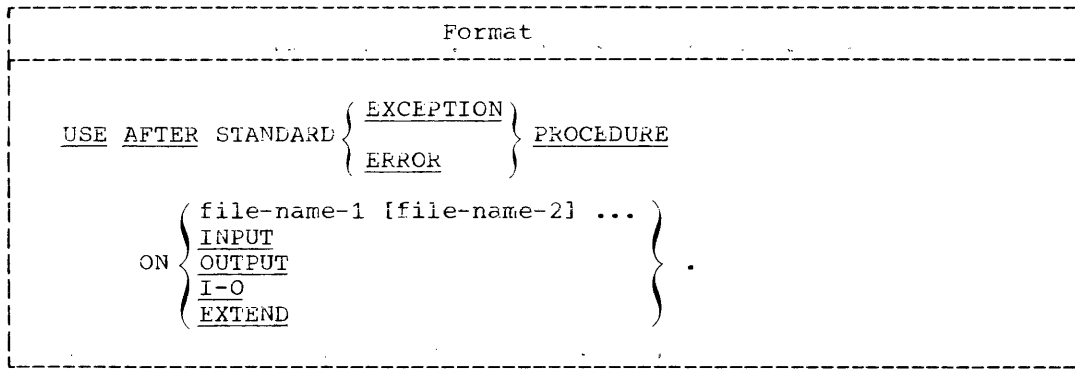 Format
USE AFTER STANDARD { EXCEPTION
ERROR } PROCEDURE
ON { file-name-1 [file-name-2] ...
INPUT
OUTPUT
I-O
EXTEND } .